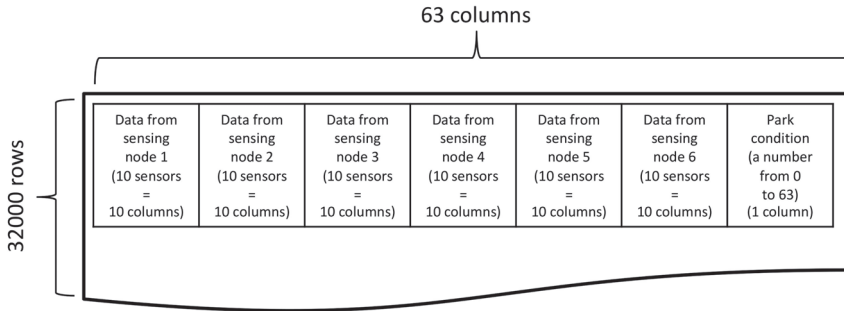 63 columns
32000 rows
Data from
sensing
node 1
(10 sensors
=
10 columns)
Data from
sensing
node 2
(10 sensors
=
10 columns)
Data from
sensing
node 3
(10 sensors
=
10 columns)
Data from
sensing
node 4
(10 sensors
=
10 columns)
Data from
sensing
node 5
(10 sensors
=
10 columns)
Data from
sensing
node 6
(10 sensors
=
10 columns)
Park
condition
(a number
from 0
to 63)
(1 column)